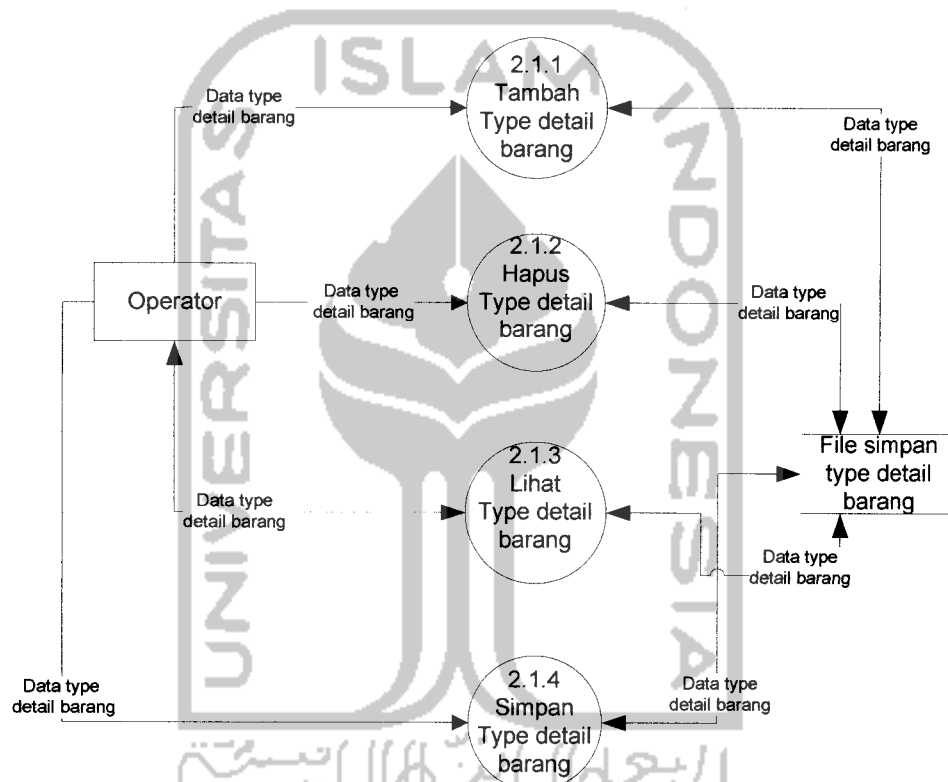 ISLAM
UNIVERSITAS
INDONESIA
2.1.1
Tambah
Type detail
barang
Data type
detail barang
Data type
detail barang
2.1.2
Hapus
Type detail
barang
Operator
Data type
detail barang
Data type
detail barang
File simpan
type detail
barang
2.1.3
Lihat
Type detail
barang
Data type
detail barang
Data type
detail barang
2.1.4
Simpan
Type detail
barang
Data type
detail barang
Data type
detail barang